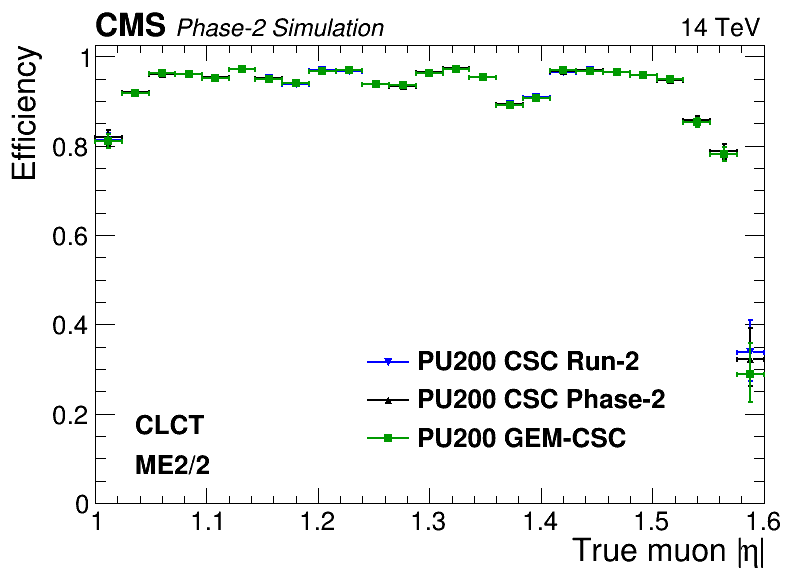 CMS Phase-2 Simulation 14 TeV
Efficiency
1
0.8
0.6
0.4
0.2
0
PU200 CSC Run-2
PU200 CSC Phase-2
PU200 GEM-CSC
CLCT
ME2/2
1 1.1 1.2 1.3 1.4 1.5 1.6
True muon |η|